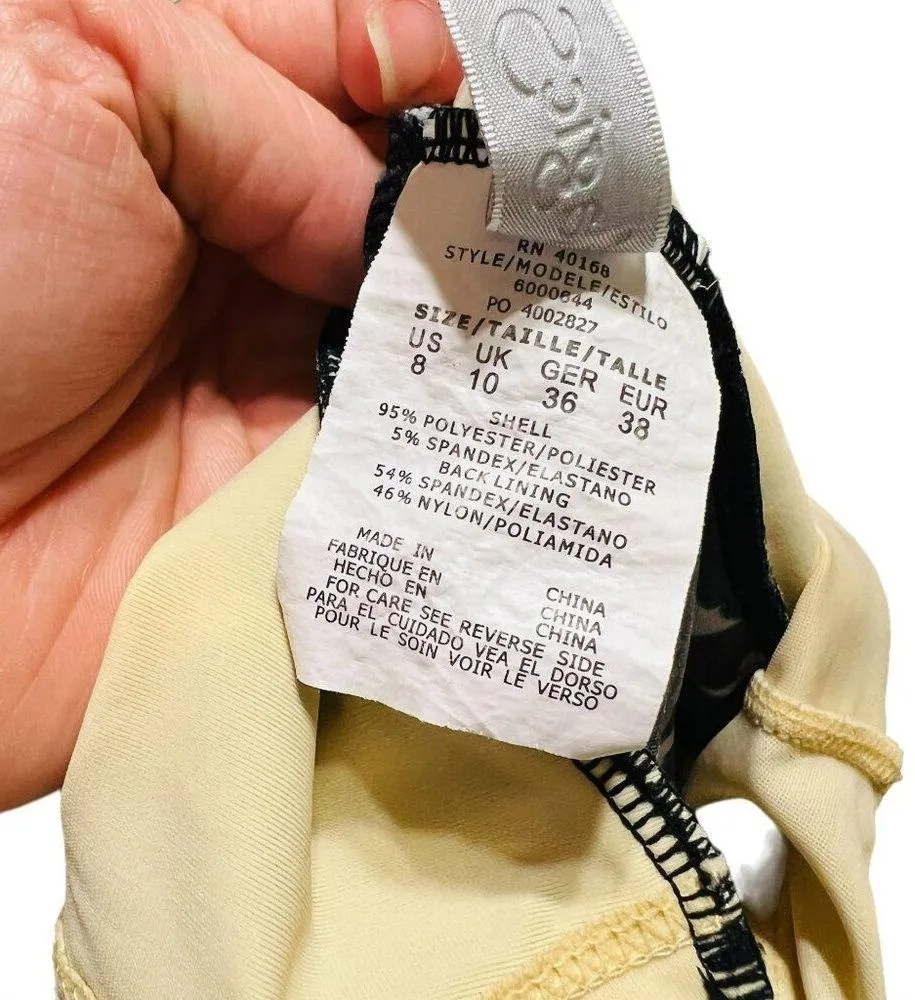 RN 40168
STYLE/MODELE/ESTILO
6000644
PO 4002827
SIZE/TAILLE/TALLE
US UK GER EUR
8 10 36 38
SHELL
95% POLYESTER/POLIESTER
5% SPANDEX/ELASTANO
BACK LINING
54% SPANDEX/ELASTANO
46% NYLON/POLIAMIDA
MADE IN CHINA
FABRIQUE EN CHINA
HECHO EN CHINA
FOR CARE SEE REVERSE SIDE
PARA EL CUIDADO VEA EL DORSO
POUR LE SOIN VOIR LE VERSO